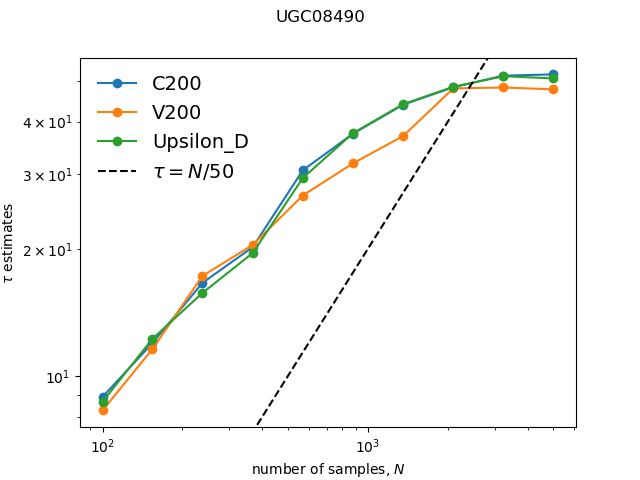 UGC08490
C200
V200
Upsilon_D
τ = N/50
4 × 10¹
3 × 10¹
2 × 10¹
10¹
τ estimates
10² 10³
number of samples, N